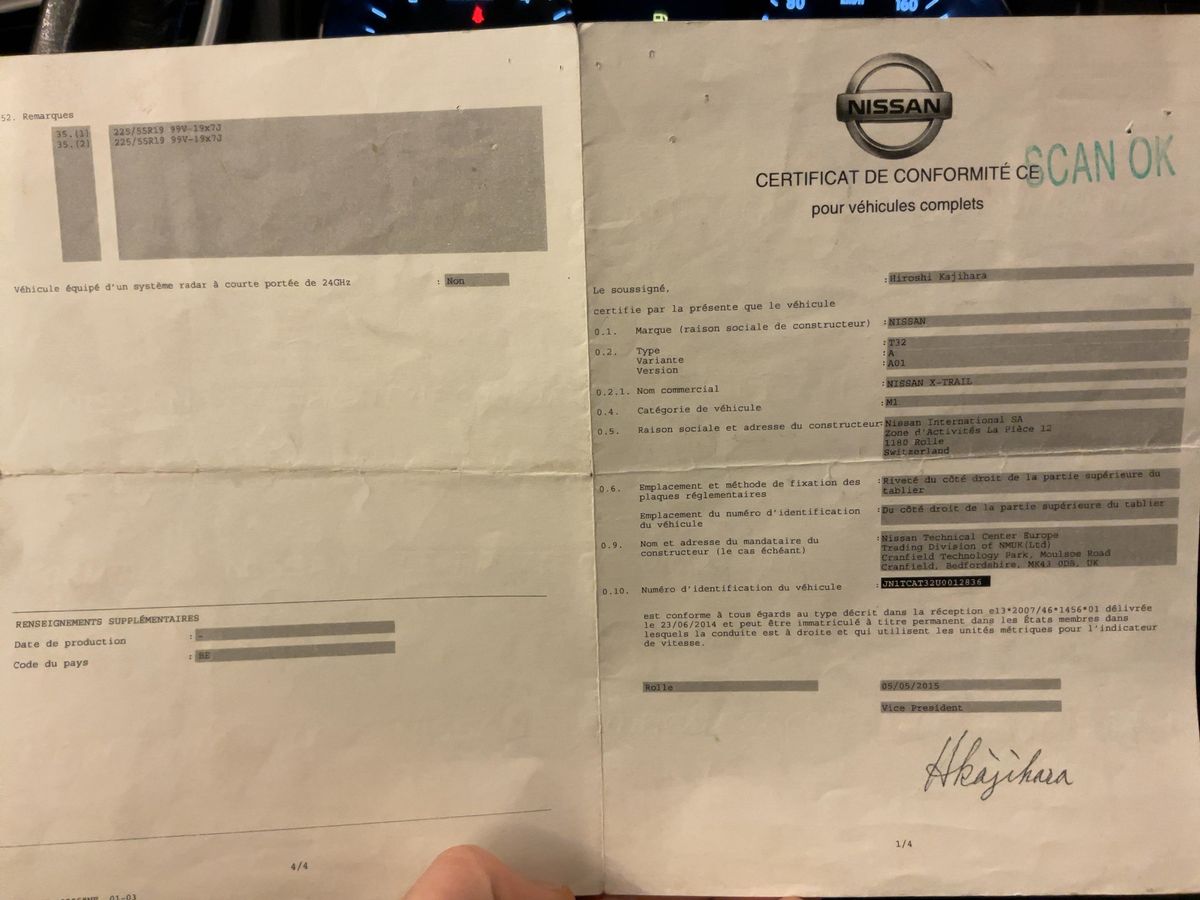 80
km/h
160
52. Remarques
35.(1) 225/55R19 99V-19x7J
35.(2) 225/55R19 99V-19x7J
Véhicule équipé d'un système radar à courte portée de 24GHz : Non
RENSEIGNEMENTS SUPPLÉMENTAIRES
Date de production : -
Code du pays : BE
4/4
01-03
NISSAN
CERTIFICAT DE CONFORMITÉ CE
SCAN OK
pour véhicules complets
Le soussigné, :Hiroshi Kajihara
certifie par la présente que le véhicule
0.1. Marque (raison sociale de constructeur) :NISSAN
0.2. Type :T32
Variante :A
Version :A01
0.2.1. Nom commercial :NISSAN X-TRAIL
0.4. Catégorie de véhicule :M1
0.5. Raison sociale et adresse du constructeur:Nissan International SA
Zone d'Activités La Pièce 12
1180 Rolle
Switzerland
0.6. Emplacement et méthode de fixation des :Riveté du côté droit de la partie supérieure du
plaques réglementaires tablier
Emplacement du numéro d'identification :Du côté droit de la partie supérieure du tablier
du véhicule
0.9. Nom et adresse du mandataire du :Nissan Technical Center Europe
constructeur (le cas échéant) Trading Division of NMUK(Ltd)
Cranfield Technology Park, Moulsoe Road
Cranfield, Bedfordshire, MK43 0DB, UK
0.10. Numéro d'identification du véhicule :JN1TCAT32U0012836
est conforme à tous égards au type décrit dans la réception e13*2007/46*1456*01 délivrée
le 23/06/2014 et peut être immatriculé à titre permanent dans les États membres dans
lesquels la conduite est à droite et qui utilisent les unités métriques pour l'indicateur
de vitesse.
Rolle 05/05/2015
Vice President
Hkajihara
1/4